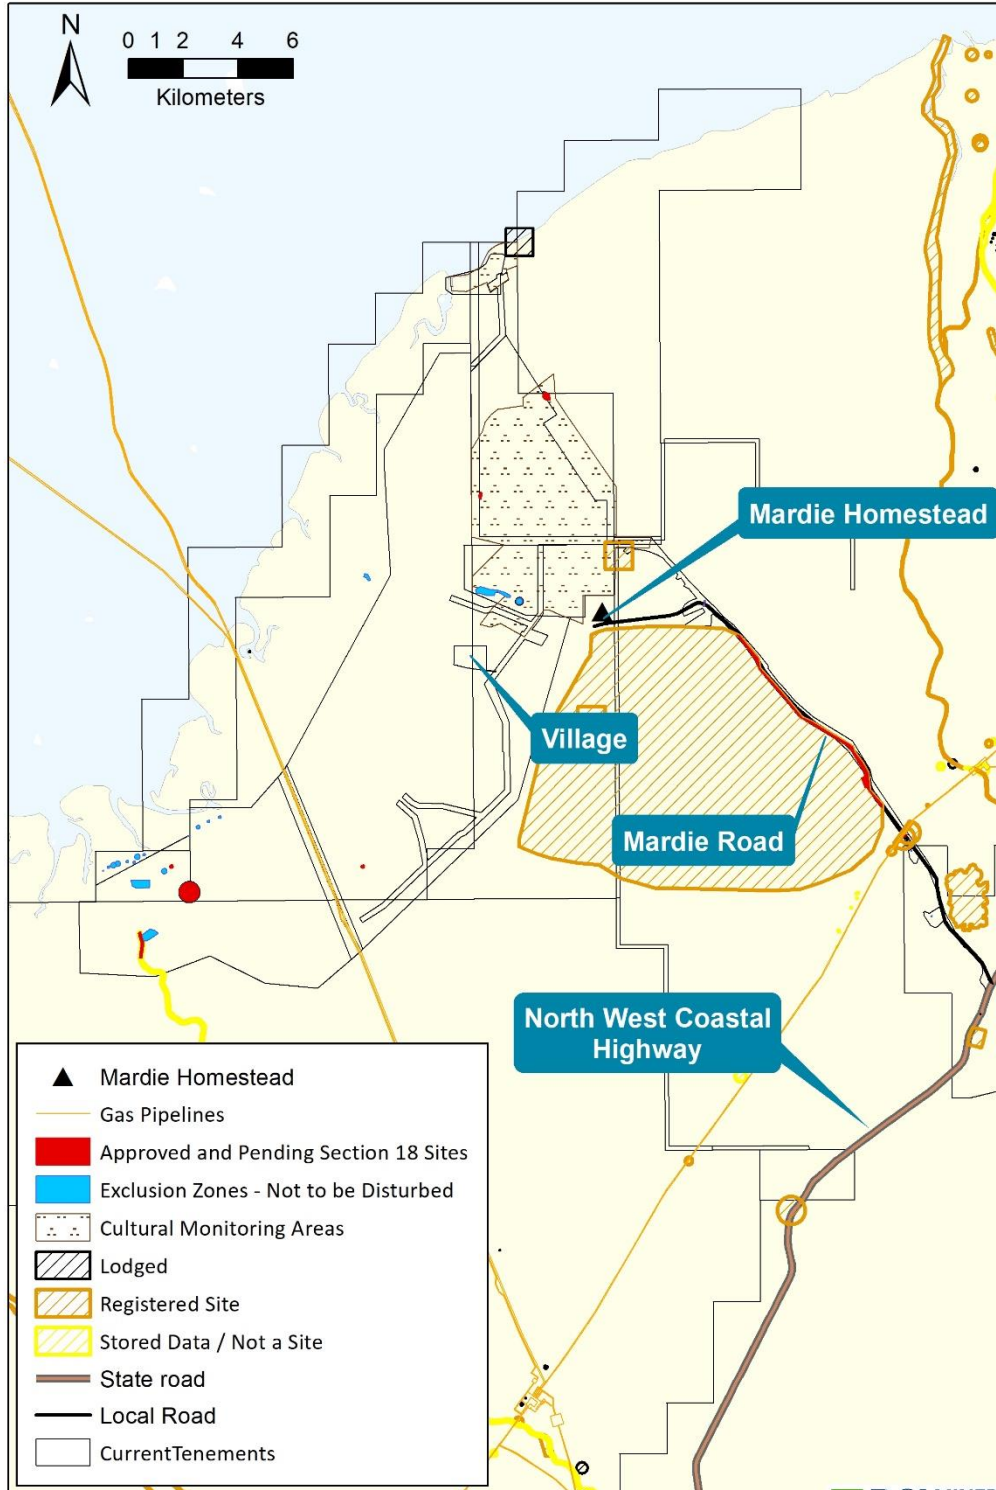 N
0 1 2 4 6
Kilometers
Mardie Homestead
Village
Mardie Road
North West Coastal
Highway
Mardie Homestead
Gas Pipelines
Approved and Pending Section 18 Sites
Exclusion Zones - Not to be Disturbed
Cultural Monitoring Areas
Lodged
Registered Site
Stored Data / Not a Site
State road
Local Road
CurrentTenements